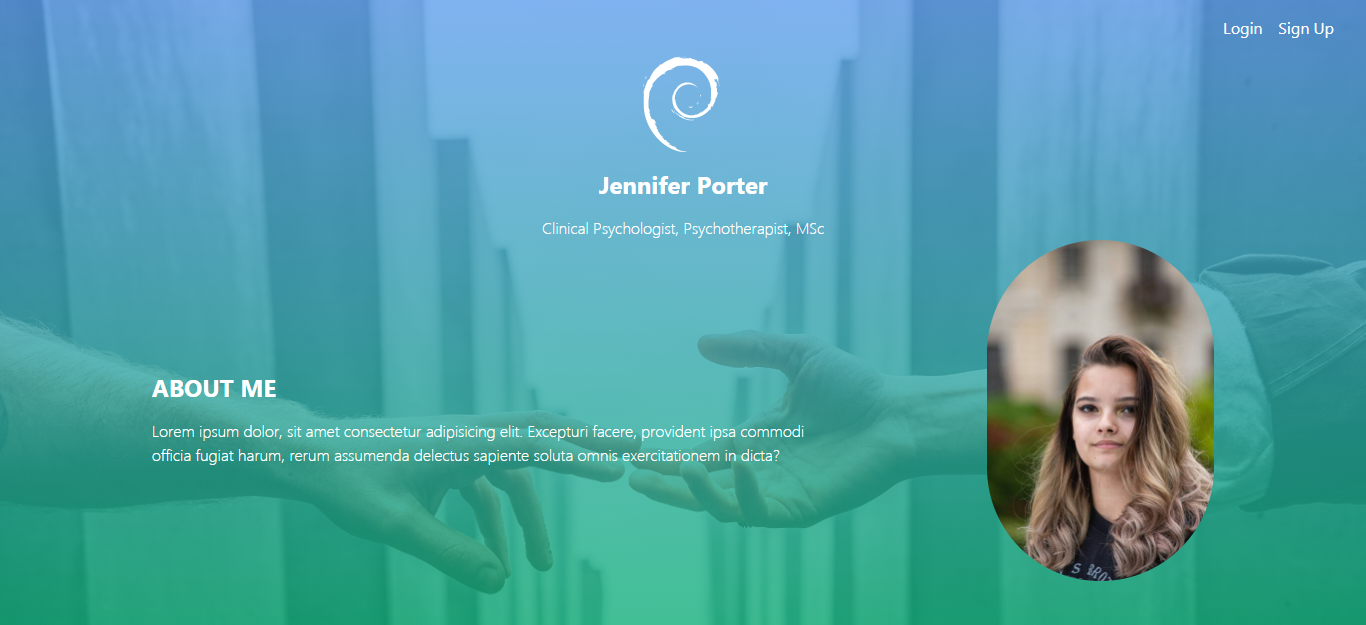 Login Sign Up
Jennifer Porter
Clinical Psychologist, Psychotherapist, MSc
ABOUT ME
Lorem ipsum dolor, sit amet consectetur adipisicing elit. Excepturi facere, provident ipsa commodi
officia fugiat harum, rerum assumenda delectus sapiente soluta omnis exercitationem in dicta?